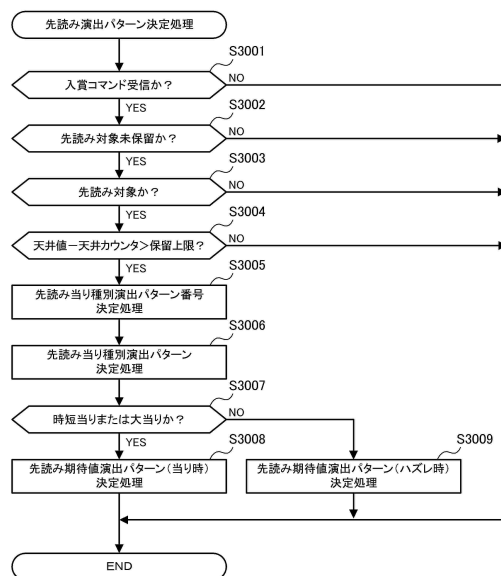 先読み演出パターン決定処理
S3001
入賞コマンド受信か？
NO
YES
S3002
先読み対象未保留か？
NO
YES
S3003
先読み対象か？
NO
YES
S3004
天井値－天井カウンタ＞保留上限？
NO
YES
S3005
先読み当り種別演出パターン番号
決定処理
S3006
先読み当り種別演出パターン
決定処理
S3007
時短当りまたは大当りか？
NO
YES
S3008
先読み期待値演出パターン（当り時）
決定処理
S3009
先読み期待値演出パターン（ハズレ時）
決定処理
END